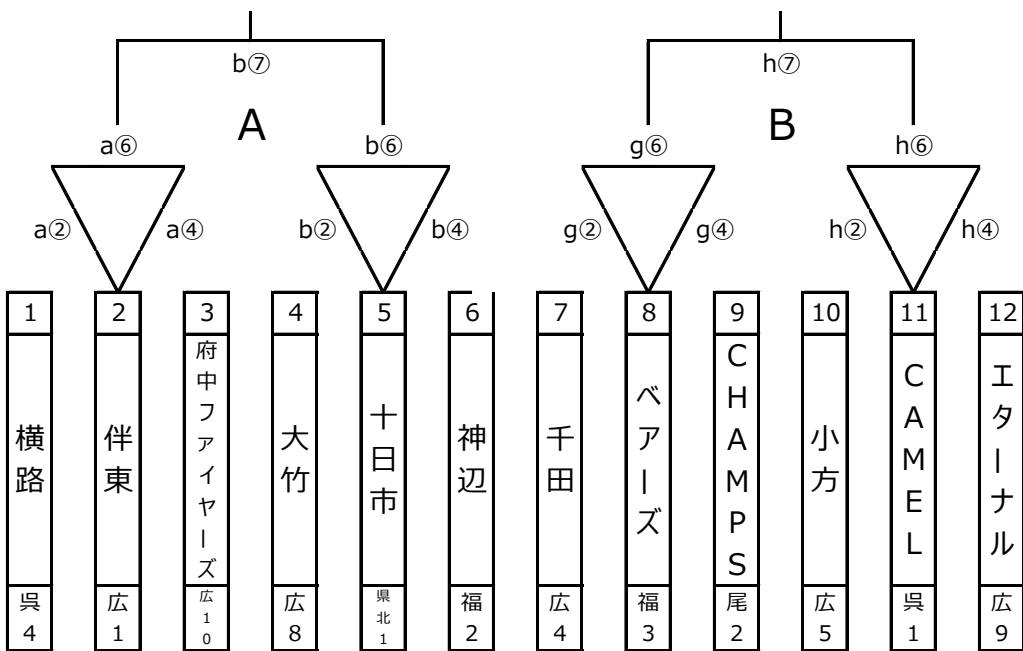 b⑦ h⑦
A B
a⑥ b⑥ g⑥ h⑥
a② a④ b② b④ g② g④ h② h④
1 2 3 4 5 6 7 8 9 10 11 12
横路
伴東
府中ファイヤーズ
大竹
十日市
神辺
千田
ベアーズ
CHAMPS
小方
CAMEL
エターナル
呉4
広1
広10
広8
県北1
福2
広4
福3
尾2
広5
呉1
広9